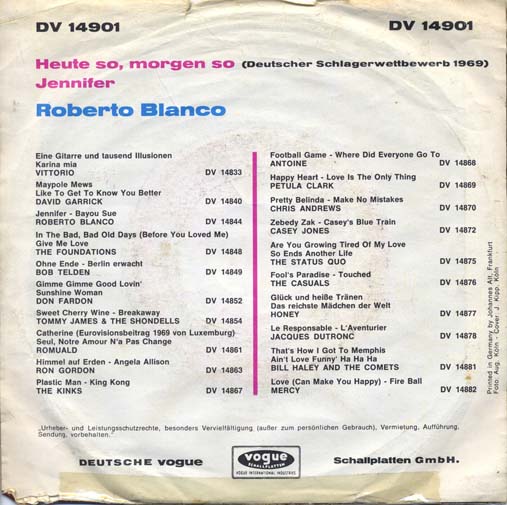 DV 14901
DV 14901
Heute so, morgen so (Deutscher Schlagerwettbewerb 1969)
Jennifer
Roberto Blanco
Eine Gitarre und tausend Illusionen
Karina mia
VITTORIO DV 14833
Maypole Mews
Like To Get To Know You Better
DAVID GARRICK DV 14840
Jennifer - Bayou Sue
ROBERTO BLANCO DV 14844
In The Bad, Bad Old Days (Before You Loved Me)
Give Me Love
THE FOUNDATIONS DV 14848
Ohne Ende - Berlin erwacht
BOB TELDEN DV 14849
Gimme Gimme Good Lovin'
Sunshine Woman
DON FARDON DV 14852
Sweet Cherry Wine - Breakaway
TOMMY JAMES & THE SHONDELLS DV 14854
Catherine (Eurovisionsbeitrag 1969 von Luxemburg)
Seul, Notre Amour N'a Pas Change
ROMUALD DV 14861
Himmel auf Erden - Angela Allison
RON GORDON DV 14863
Plastic Man - King Kong
THE KINKS DV 14867
Football Game - Where Did Everyone Go To
ANTOINE DV 14868
Happy Heart - Love Is The Only Thing
PETULA CLARK DV 14869
Pretty Belinda - Make No Mistakes
CHRIS ANDREWS DV 14870
Zebedy Zak - Casey's Blue Train
CASEY JONES DV 14872
Are You Growing Tired Of My Love
So Ends Another Life
THE STATUS QUO DV 14875
Fool's Paradise - Touched
THE CASUALS DV 14876
Glück und heiße Tränen
Das reichste Mädchen der Welt
HONEY DV 14877
Le Responsable - L'Aventurier
JACQUES DUTRONC DV 14878
That's How I Got To Memphis
Ain't Love Funny' Ha Ha Ha
BILL HALEY AND THE COMETS DV 14881
Love (Can Make You Happy) - Fire Ball
MERCY DV 14882
Printed in Germany by Johannes Alt, Frankfurt
Foto: Aug. Köln - Cover J. Kopp, Köln
„Urheber- und Leistungsschutzrechte, besonders Vervielfältigung (außer zum persönlichen Gebrauch), Vermietung, Aufführung,
Sendung, vorbehalten."
DEUTSCHE vogue
vogue
SCHALLPLATTEN
VOGUE INTERNATIONAL INDUSTRIES
Schallplatten GmbH.